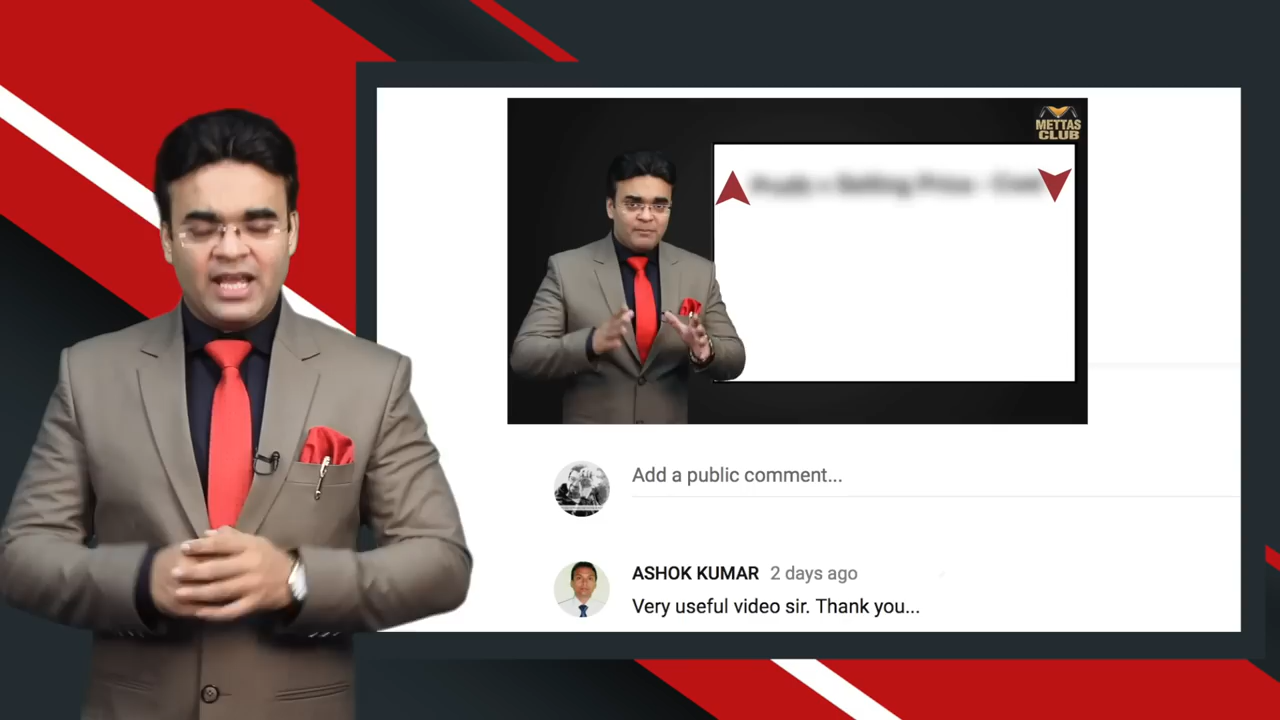 METTAS
CLUB
Add a public comment...
ASHOK KUMAR 2 days ago
Very useful video sir. Thank you...